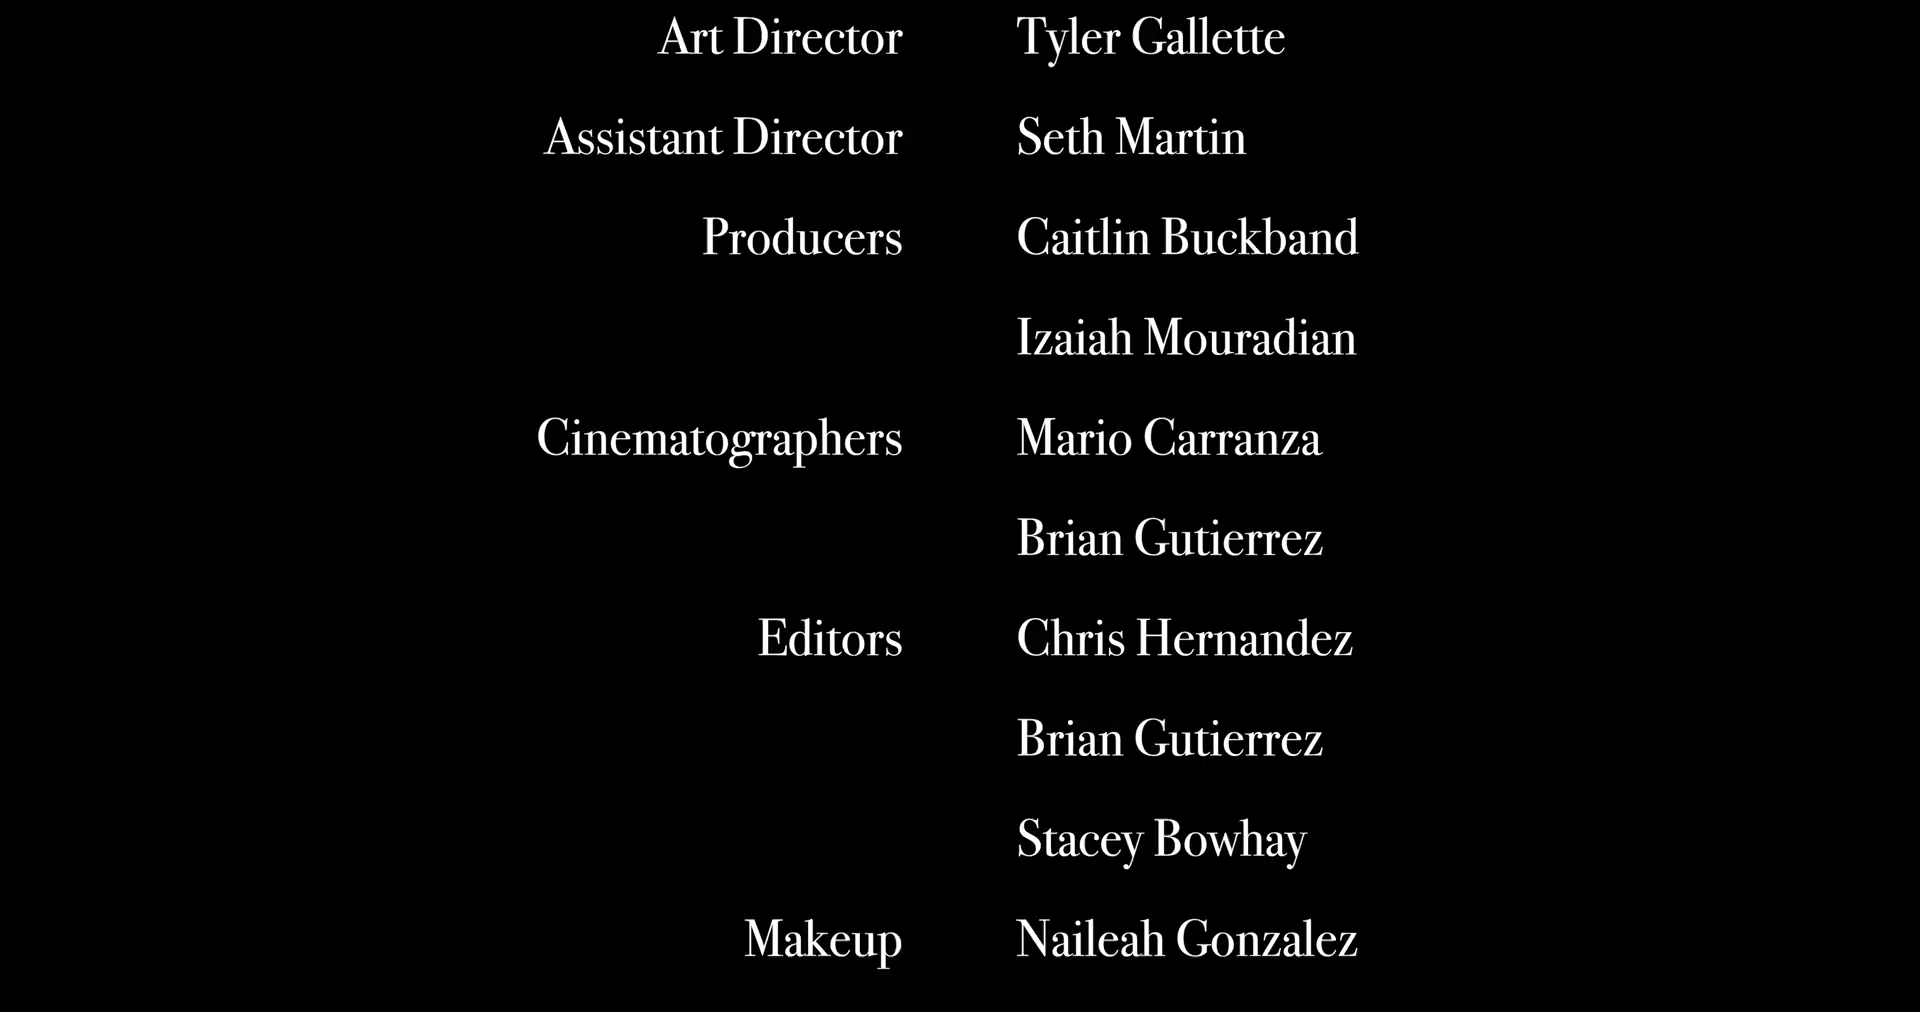 Art Director Tyler Gallette
Assistant Director Seth Martin
Producers Caitlin Buckband
Izaiah Mouradian
Cinematographers Mario Carranza
Brian Gutierrez
Editors Chris Hernandez
Brian Gutierrez
Stacey Bowhay
Makeup Naileah Gonzalez